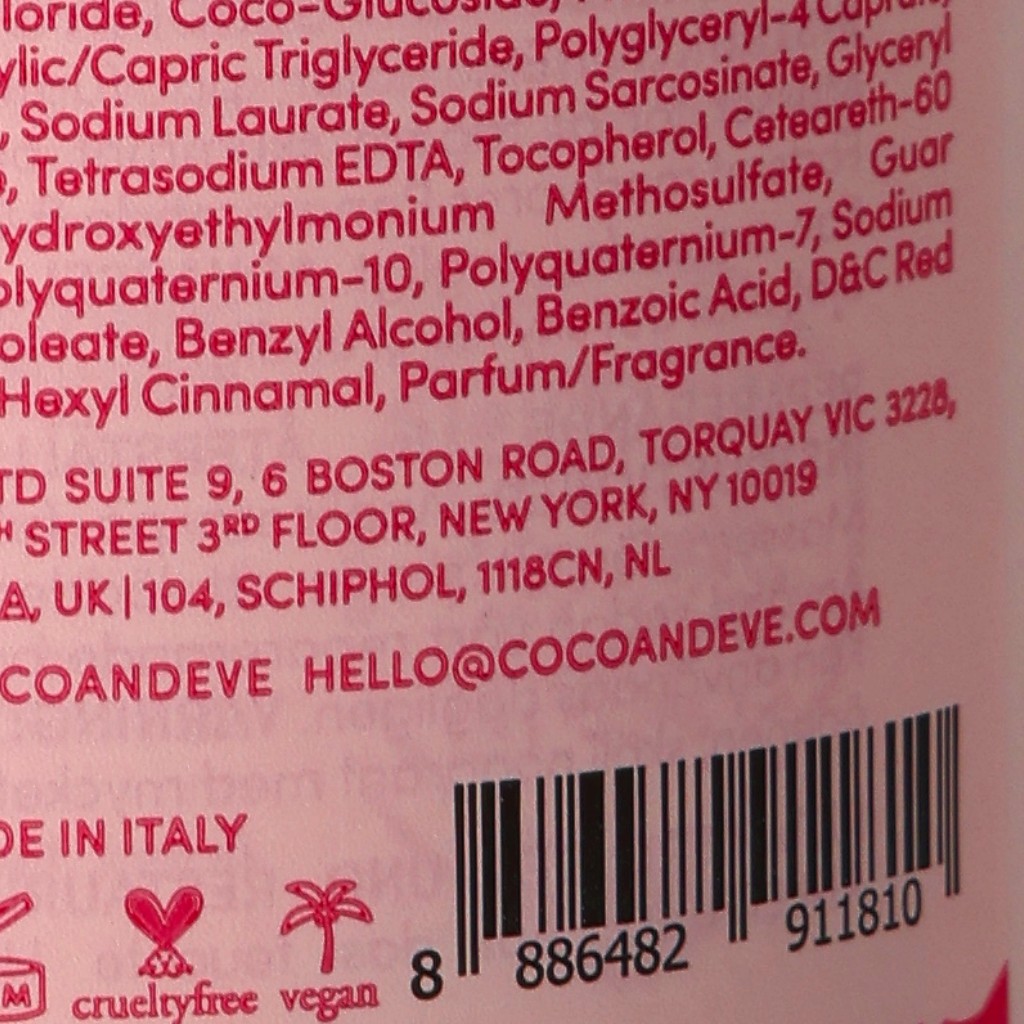 Coco-Glucoside,
Capric Triglyceride, Polyglyceryl-4
, Sodium Laurate, Sodium Sarcosinate, Glyceryl
, Tetrasodium EDTA, Tocopherol, Ceteareth-60
ydroxyethylmonium Methosulfate, Guar
olyquaternium-10, Polyquaternium-7, Sodium
oleate, Benzyl Alcohol, Benzoic Acid, D&C Red
Hexyl Cinnamal, Parfum/Fragrance.
TD SUITE 9, 6 BOSTON ROAD, TORQUAY VIC 3228,
STREET 3RD FLOOR, NEW YORK, NY 10019
A, UK | 104, SCHIPHOL, 1118CN, NL
COANDEVE HELLO@COCOANDEVE.COM
DE IN ITALY
M
crueltyfree vegan
8 886482 911810